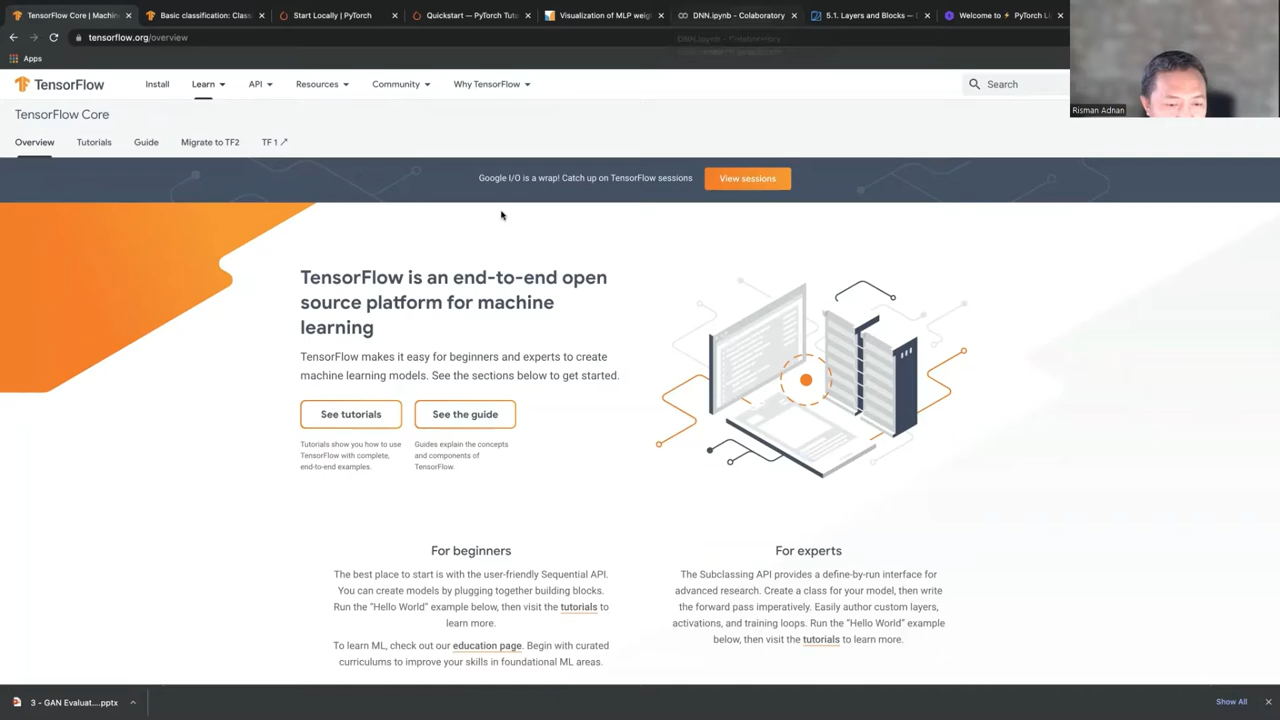 TensorFlow Core | Machin
Basic classification: Class
Start Locally | PyTorch
Quickstart — PyTorch Tuto
Visualization of MLP weig
DNN.ipynb - Colaboratory
5.1. Layers and Blocks —
Welcome to ⚡ PyTorch Li
tensorflow.org/overview
DNN.ipynb - Colaboratory
Apps
TensorFlow
Install
Learn
API
Resources
Community
Why TensorFlow
Search
Risman Adnan
TensorFlow Core
Overview
Tutorials
Guide
Migrate to TF2
TF 1 ↗
Google I/O is a wrap! Catch up on TensorFlow sessions
View sessions
TensorFlow is an end-to-end open
source platform for machine
learning
TensorFlow makes it easy for beginners and experts to create
machine learning models. See the sections below to get started.
See tutorials
See the guide
Tutorials show you how to use
TensorFlow with complete,
end-to-end examples.
Guides explain the concepts
and components of
TensorFlow.
For beginners
The best place to start is with the user-friendly Sequential API.
You can create models by plugging together building blocks.
Run the “Hello World” example below, then visit the tutorials to
learn more.
To learn ML, check out our education page. Begin with curated
curriculums to improve your skills in foundational ML areas.
For experts
The Subclassing API provides a define-by-run interface for
advanced research. Create a class for your model, then write
the forward pass imperatively. Easily author custom layers,
activations, and training loops. Run the “Hello World” example
below, then visit the tutorials to learn more.
3 - GAN Evaluat....pptx
Show All